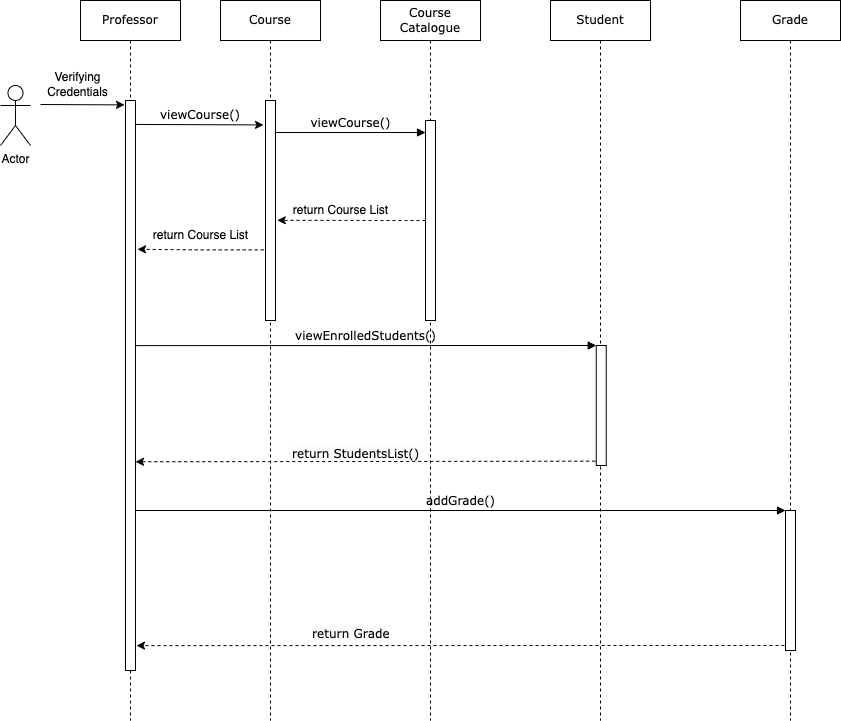 Professor
Course
Course
Catalogue
Student
Grade
Verifying
Credentials
Actor
viewCourse()
viewCourse()
return Course List
return Course List
viewEnrolledStudents()
return StudentsList()
addGrade()
return Grade